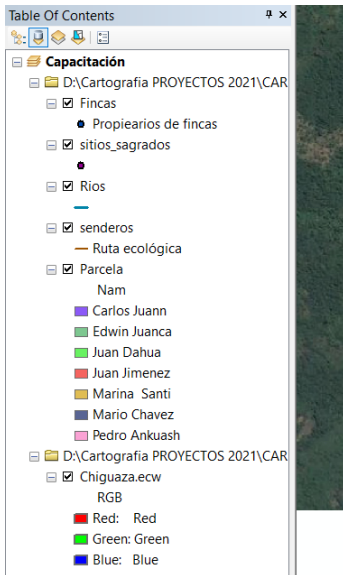 Table Of Contents
Capacitación
D:\Cartografia PROYECTOS 2021\CAR
Fincas
Propiearios de fincas
sitios_sagrados
Rios
senderos
Ruta ecológica
Parcela
Nam
Carlos Juann
Edwin Juanca
Juan Dahua
Juan Jimenez
Marina Santi
Mario Chavez
Pedro Ankuash
D:\Cartografia PROYECTOS 2021\CAR
Chiguaza.ecw
RGB
Red: Red
Green: Green
Blue: Blue